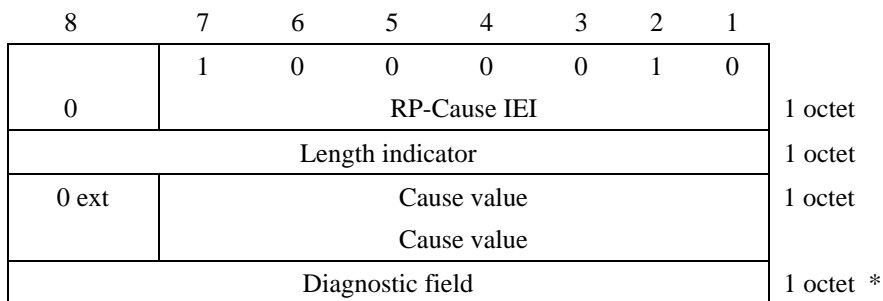 8 7 6 5 4 3 2 1
1 0 0 0 0 1 0
0 RP-Cause IEI 1 octet
Length indicator 1 octet
0 ext Cause value 1 octet
Cause value
Diagnostic field 1 octet *